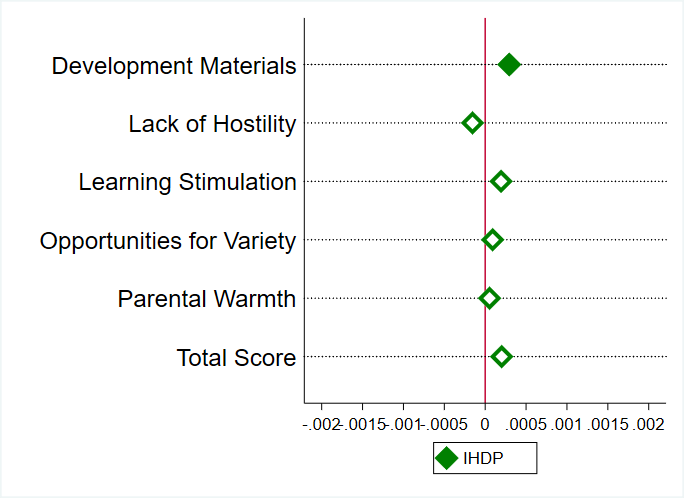 Development Materials
Lack of Hostility
Learning Stimulation
Opportunities for Variety
Parental Warmth
Total Score
-.002 -.0015 -.001 -.0005 0 .0005 .001 .0015 .002
IHDP